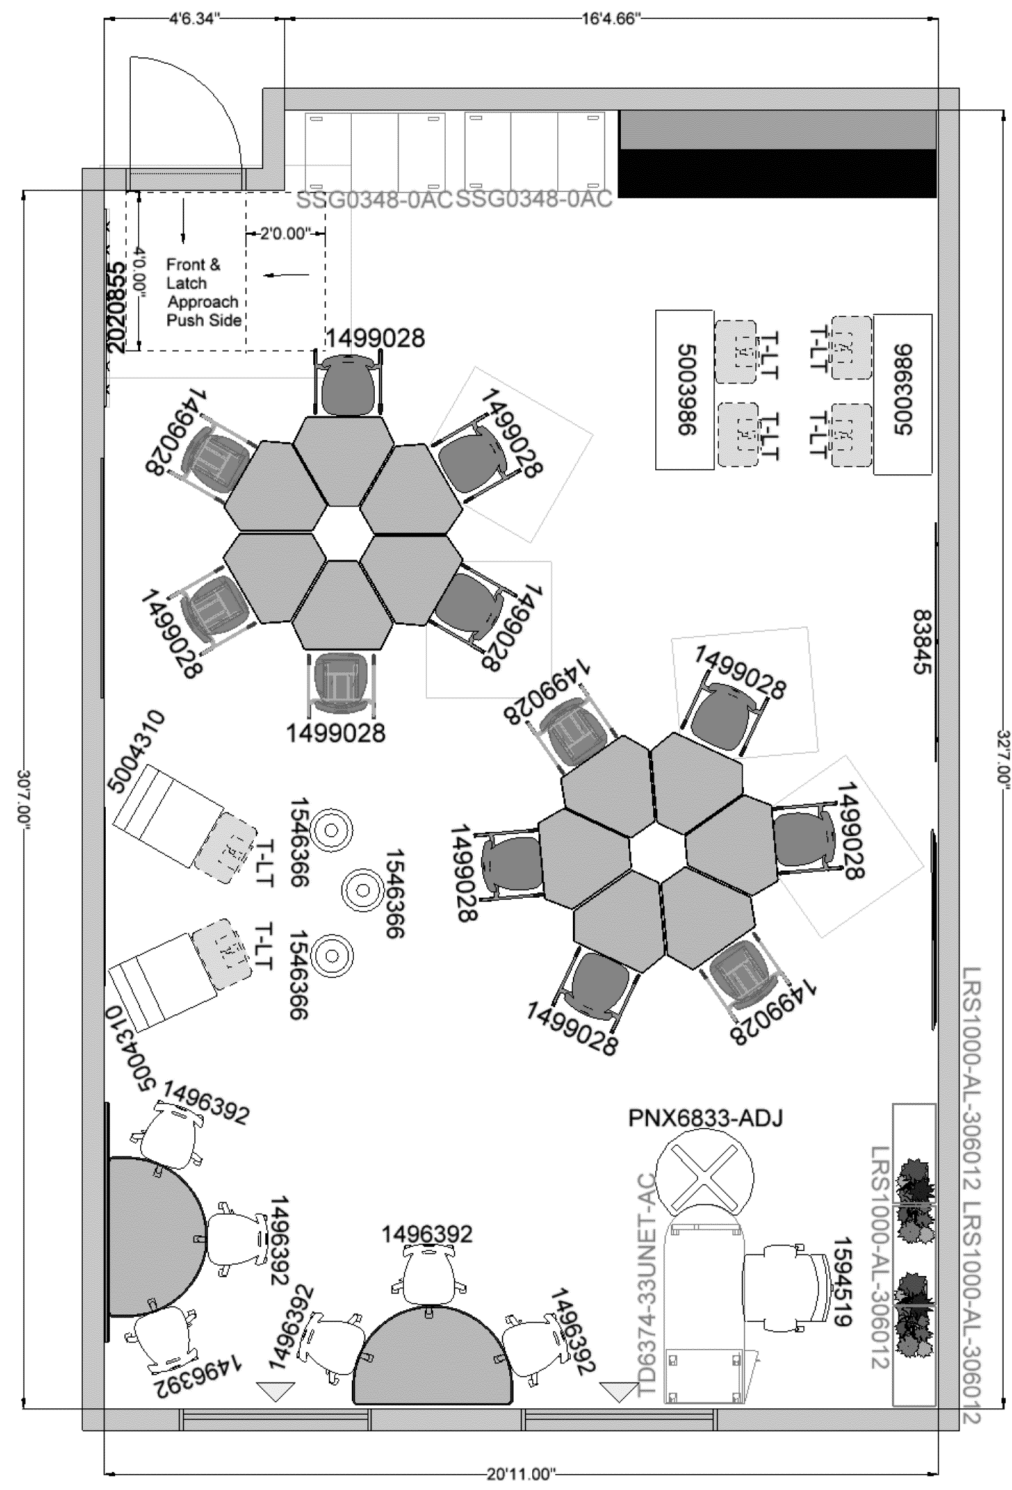 4'6.34"
16'4.66"
SSG0348-0AC
SSG0348-0AC
2'0.00"
4'0.00"
2020855
Front &
Latch
Approach
Push Side
1499028
1499028
1499028
5003986
T-LT
T-LT
5003986
T-LT
T-LT
1499028
1499028
1499028
83845
5004310
1499028
1499028
30'7.00"
32'7.00"
1546366
T-LT
1546366
1499028
1499028
T-LT
1546366
1499028
1499028
5004310
LRS1000-AL-306012
LRS1000-AL-306012
1496392
PNX6833-ADJ
LRS1000-AL-306012
TD6374-33UNET-AC
1496392
1496392
1594519
1496392
1496392
1496392
20'11.00"